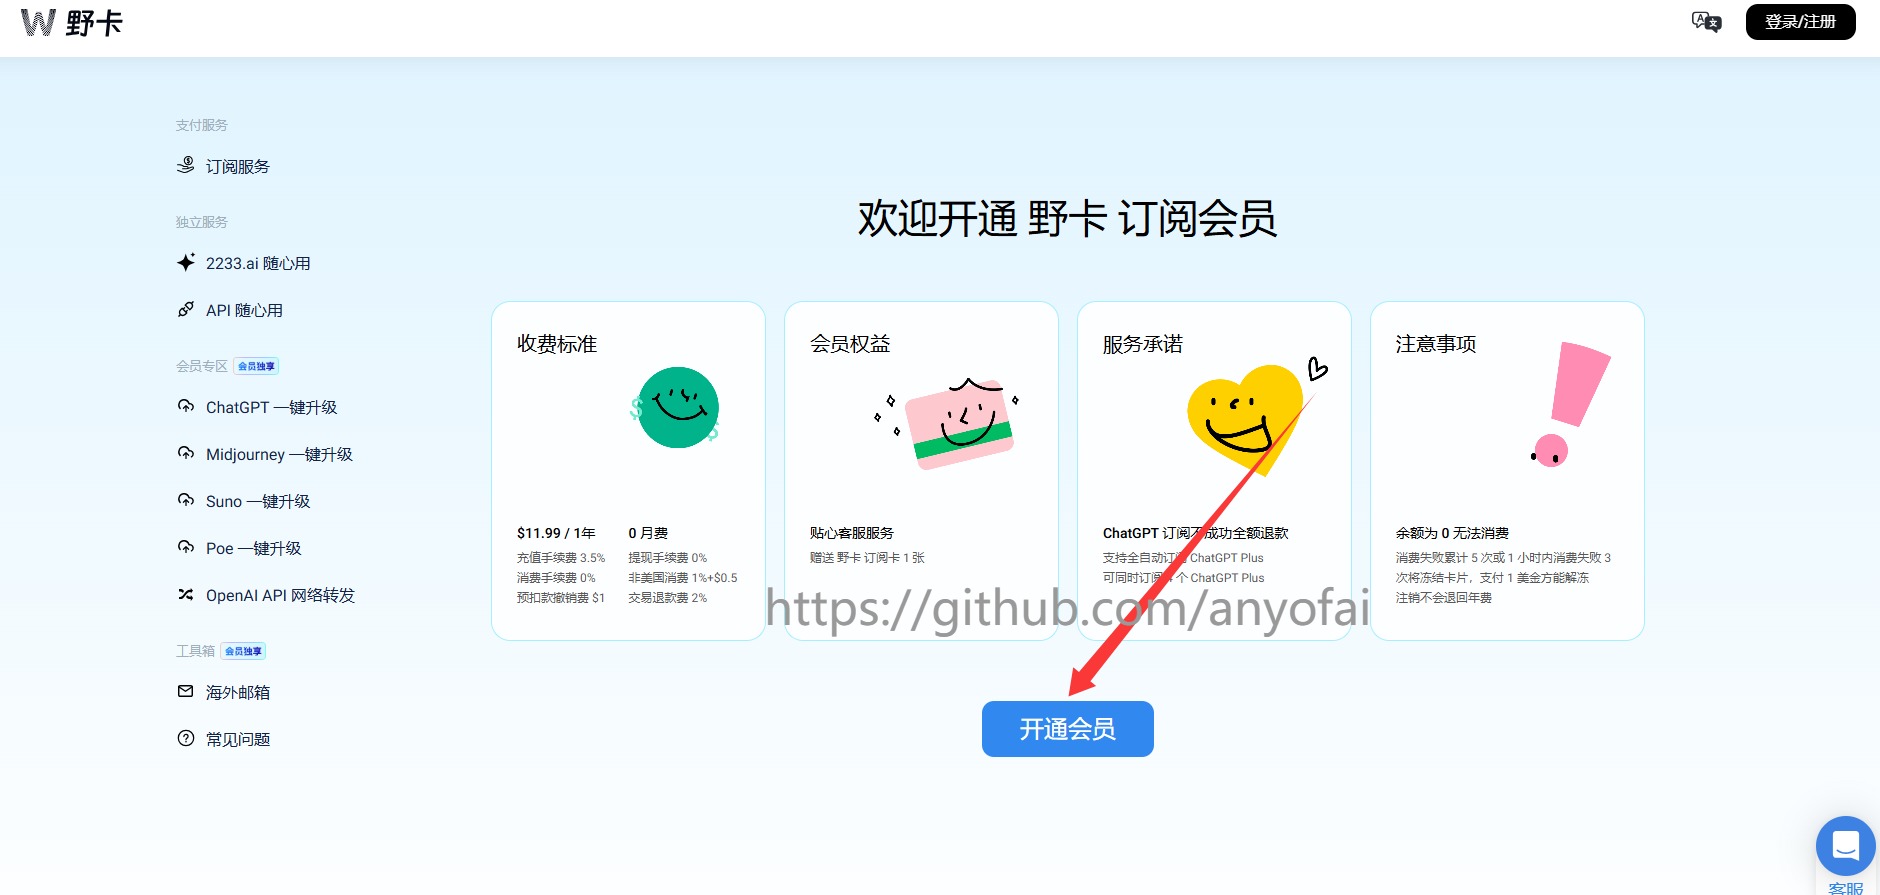 W 野卡
登录/注册
支付服务
订阅服务
独立服务
2233.ai 随心用
API 随心用
会员专区 会员独享
ChatGPT 一键升级
Midjourney 一键升级
Suno 一键升级
Poe 一键升级
OpenAI API 网络转发
工具箱 会员独享
海外邮箱
常见问题
欢迎开通 野卡 订阅会员
收费标准
$11.99 / 1年
充值手续费 3.5%
消费手续费 0%
预扣款撤销费 $1
0 月费
提现手续费 0%
非美国消费 1%+$0.5
交易退款费 2%
会员权益
贴心客服服务
赠送 野卡 订阅卡 1 张
服务承诺
ChatGPT 订阅不成功全额退款
支持全自动订阅 ChatGPT Plus
可同时订阅 个 ChatGPT Plus
注意事项
余额为 0 无法消费
消费失败累计 5 次或 1 小时内消费失败 3
次将冻结卡片，支付 1 美金方能解冻
注销不会退回年费
https://github.com/anyofai
开通会员
客服